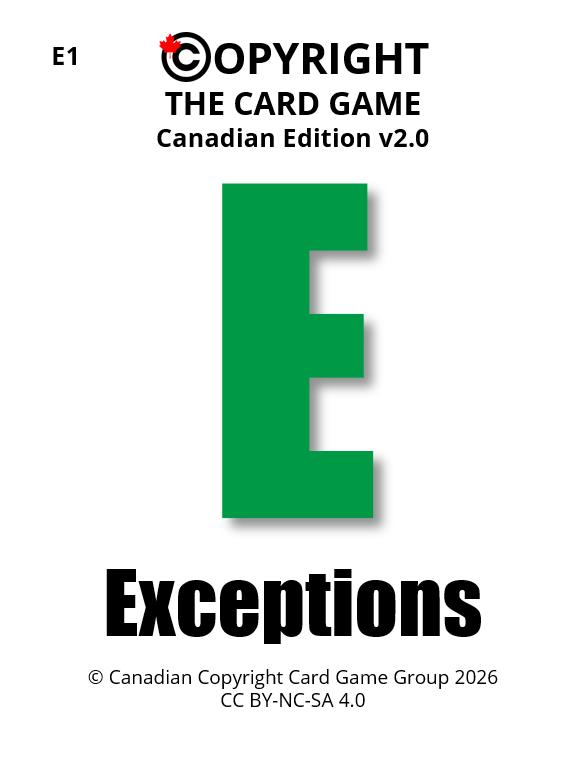 E1
©OPYRIGHT
THE CARD GAME
Canadian Edition v2.0
E
Exceptions
© Canadian Copyright Card Game Group 2026
CC BY-NC-SA 4.0